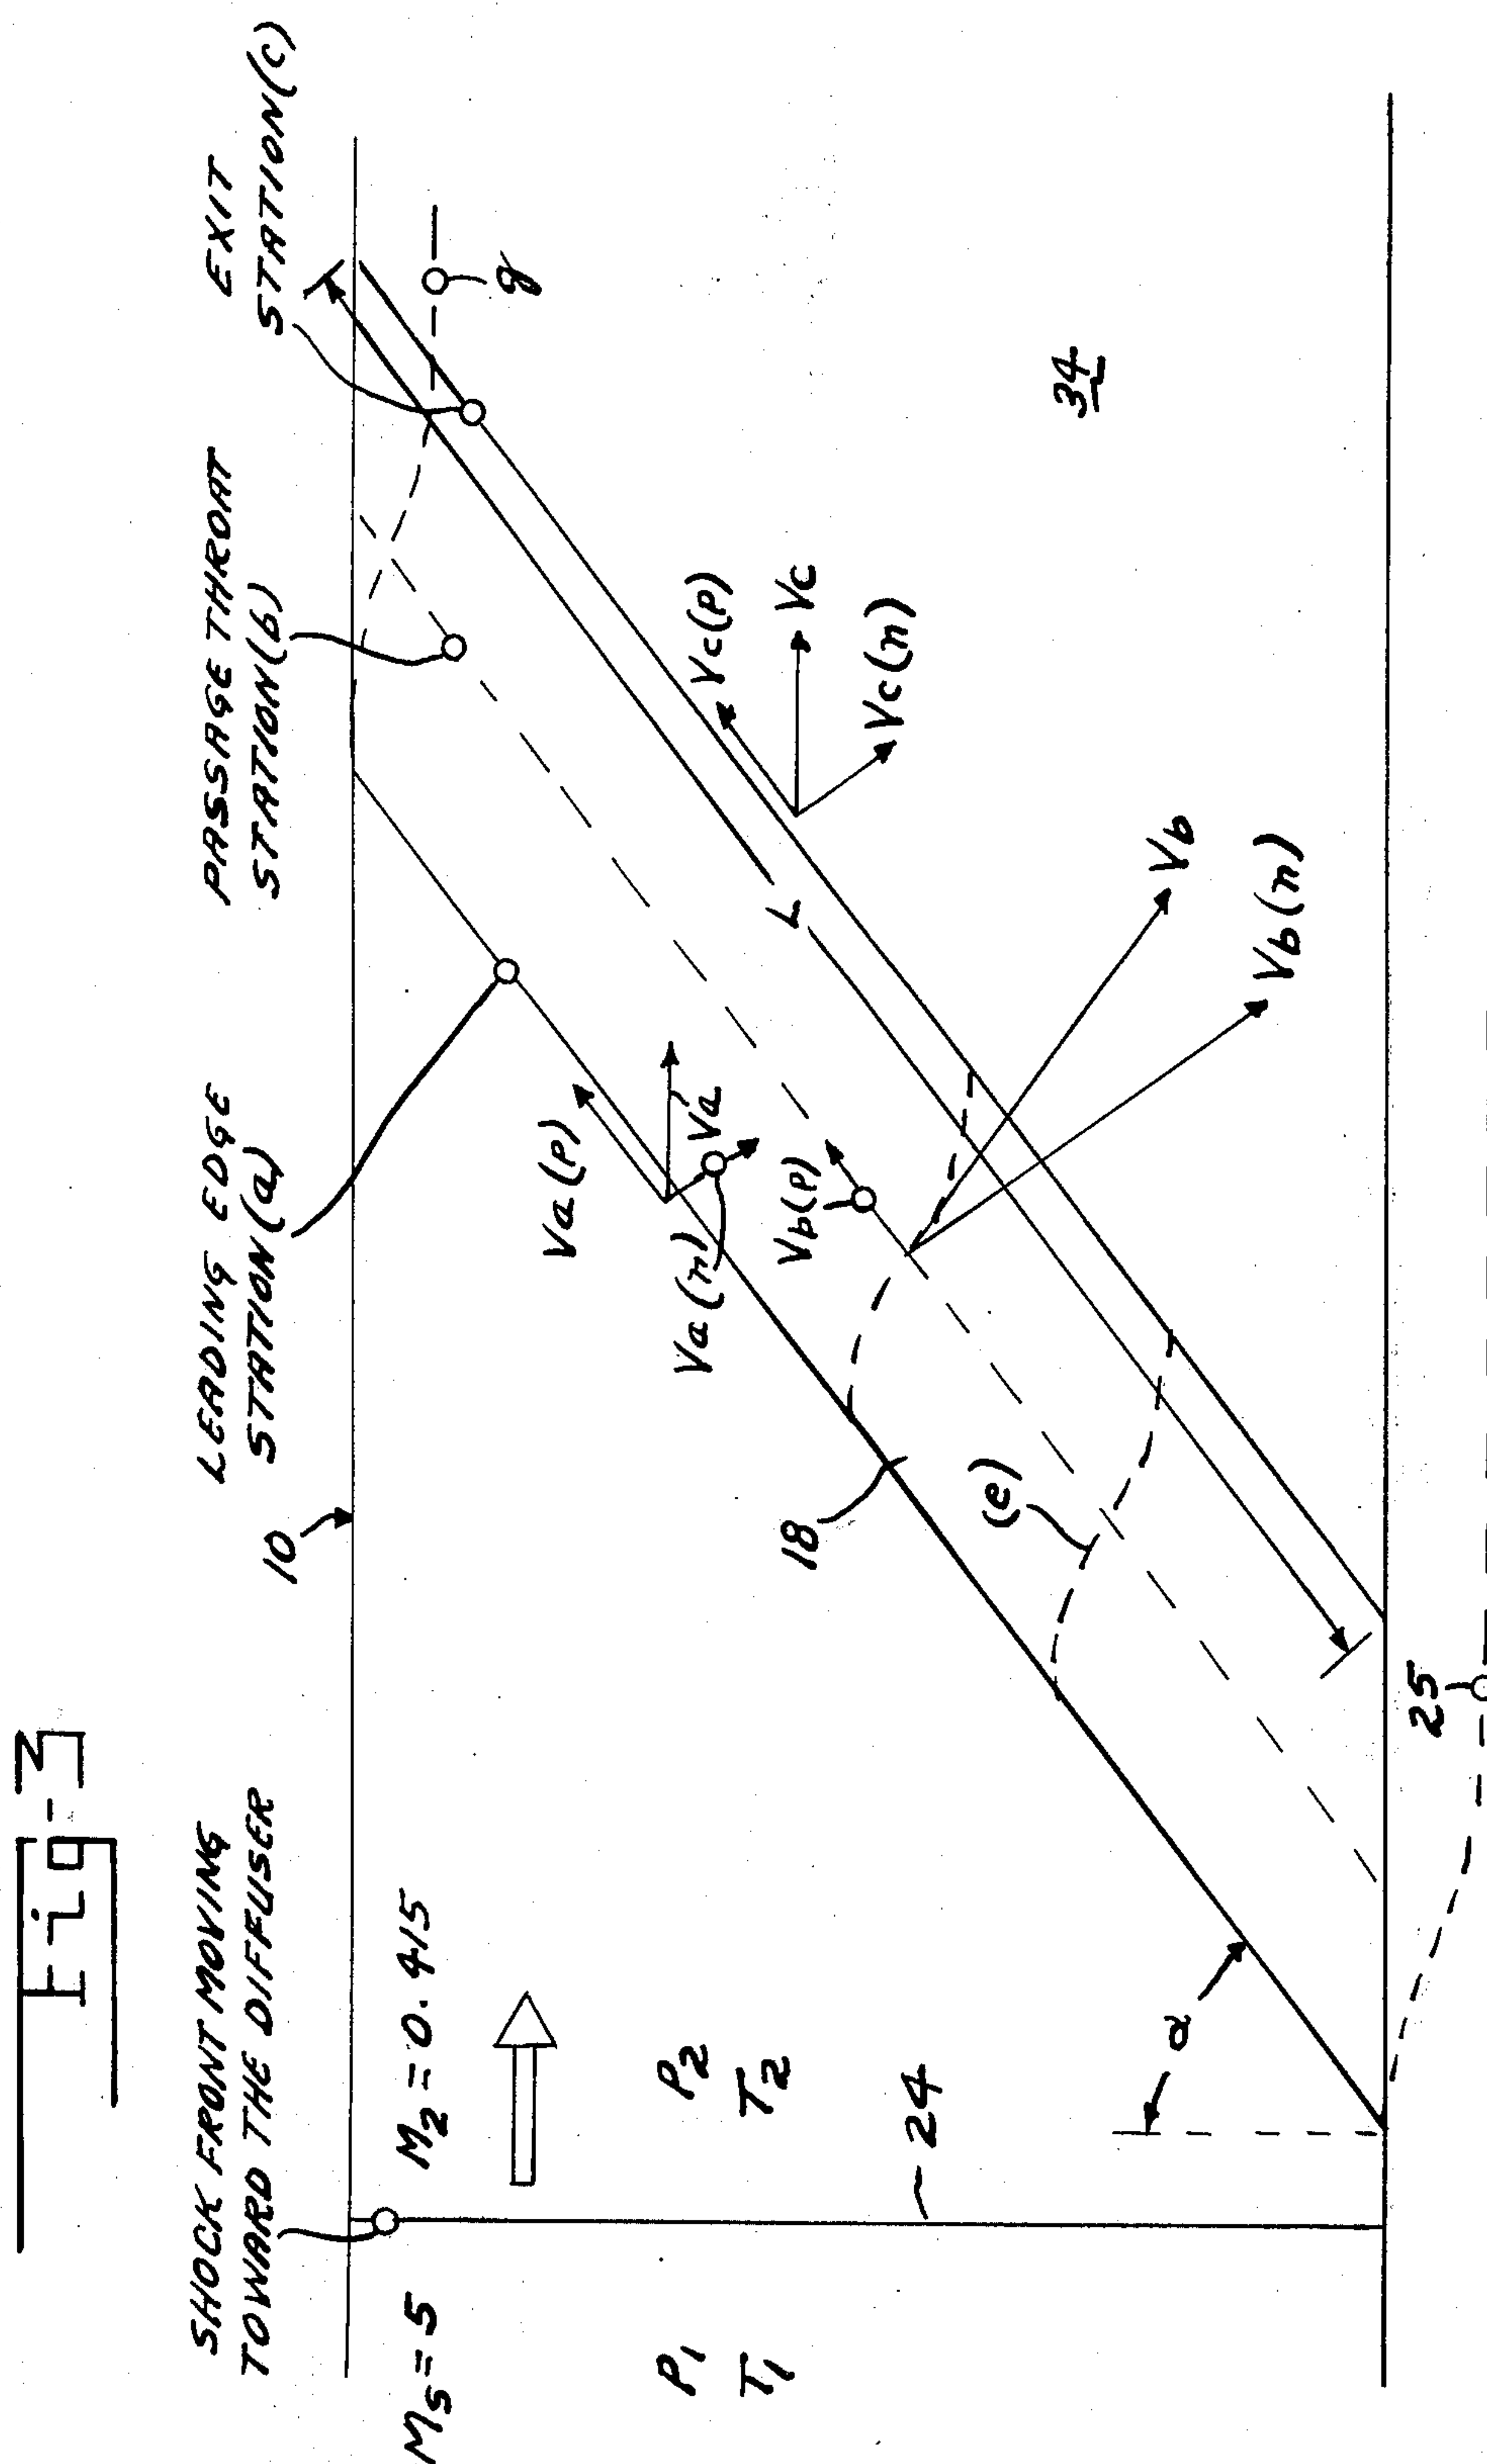 Fig-3
SHOCK FRONT MOVING
TOWARD THE DIFFUSER
LEADING EDGE
STATION(a)
PASSAGE THROAT
STATION(b)
EXIT
STATION(c)
10
MS=5
M2=0.415
P1
T1
P2
T2
24
α
18
(e)
Va(p)
Va
Va(n)
Vb(p)
Vb
Vb(n)
L
Vc(p)
Vc
Vc(n)
g
34
25